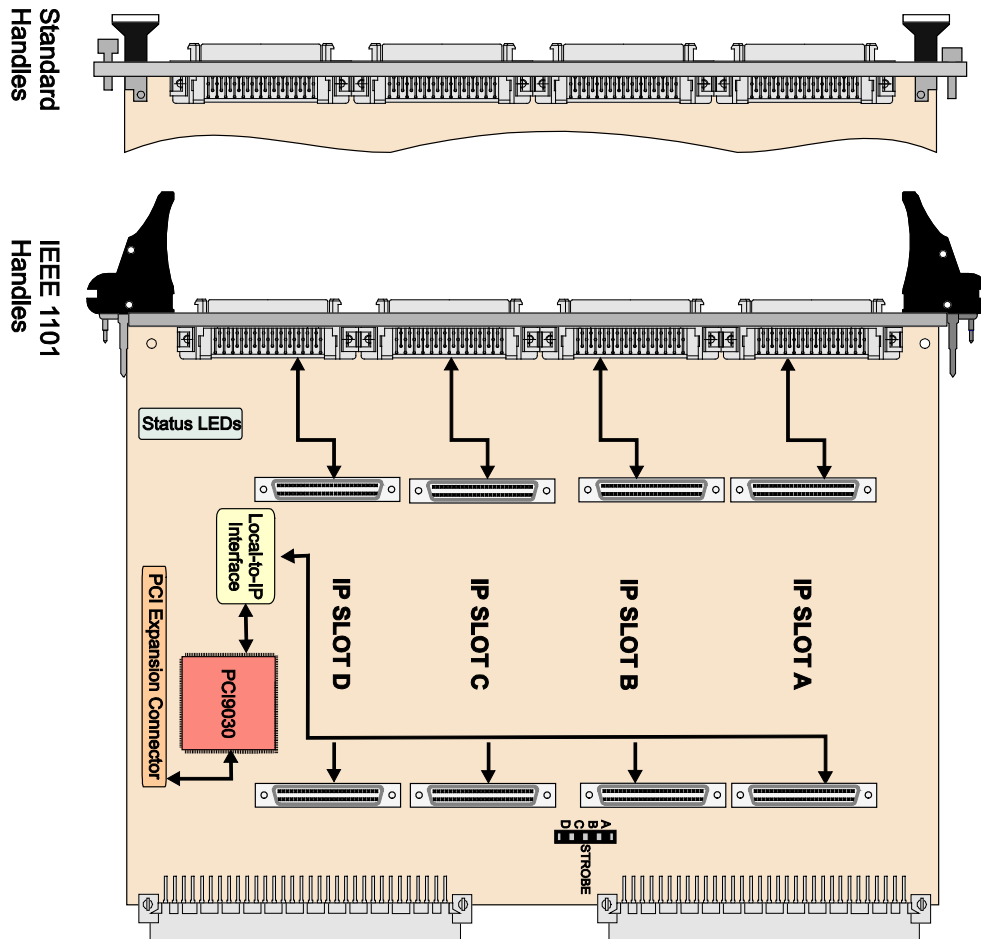 Standard
Handles
IEEE 1101
Handles
Status LEDs
Local-to-IP
Interface
PCI Expansion Connector
PCI9030
IP SLOT D
IP SLOT C
IP SLOT B
IP SLOT A
D C B A
STROBE